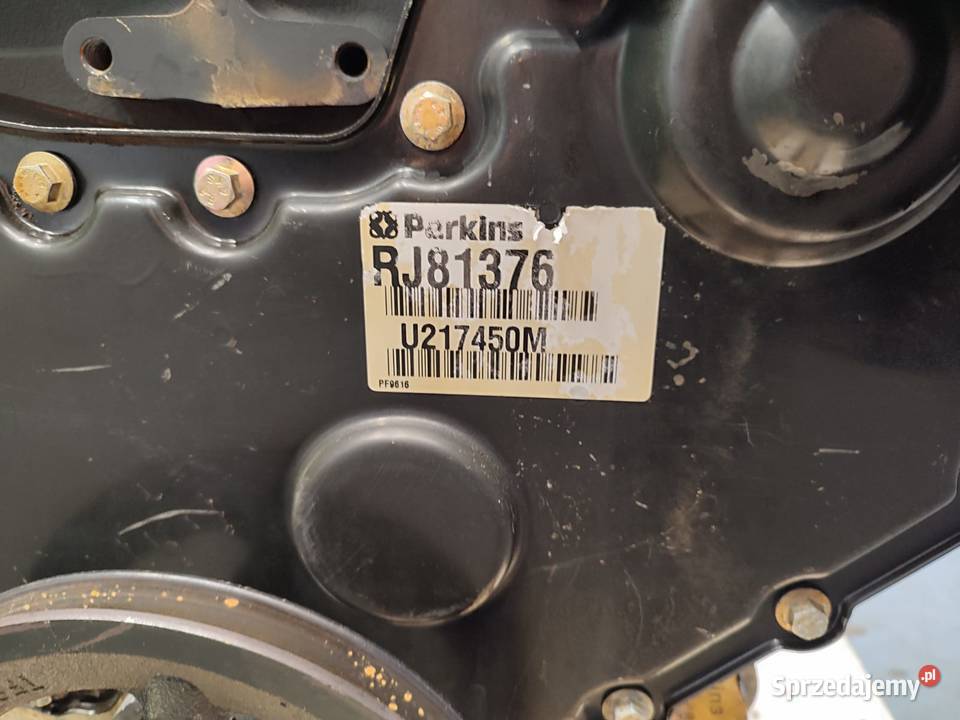 Perkins
RJ81376
U217450M
PF9616
Sprzedajemy.pl